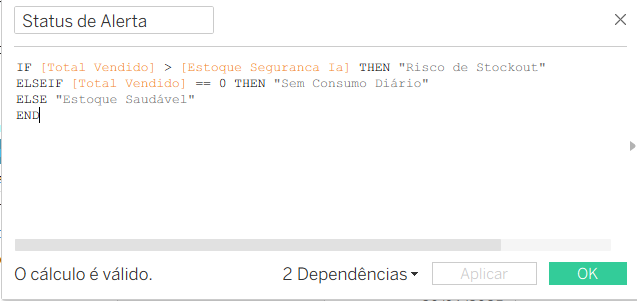 Status de Alerta
IF [Total Vendido] > [Estoque Seguranca Ia] THEN "Risco de Stockout"
ELSEIF [Total Vendido] == 0 THEN "Sem Consumo Diário"
ELSE "Estoque Saudável"
END
O cálculo é válido.
2 Dependências
Aplicar
OK